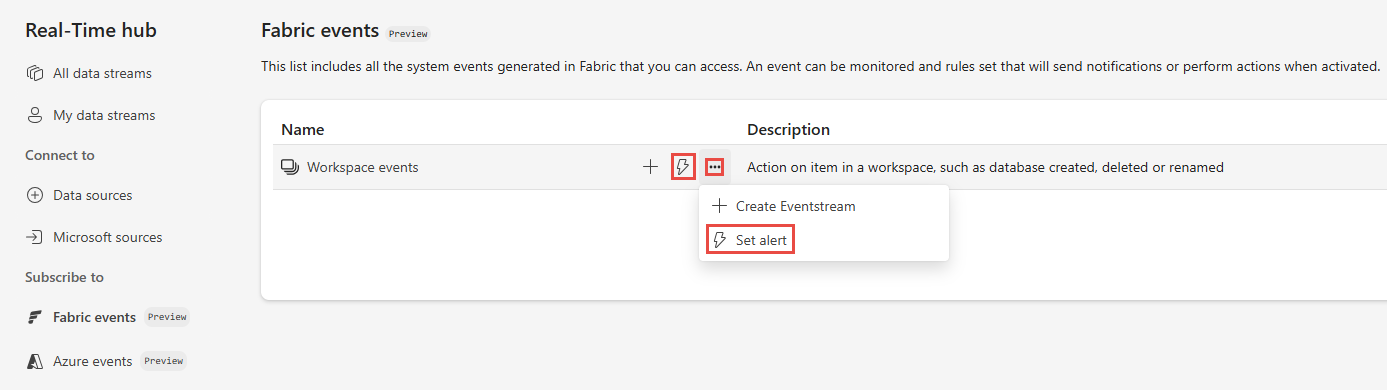 Real-Time hub
All data streams
My data streams
Connect to
Data sources
Microsoft sources
Subscribe to
Fabric events Preview
Azure events Preview
Fabric events Preview
This list includes all the system events generated in Fabric that you can access. An event can be monitored and rules set that will send notifications or perform actions when activated.
Name Description
Workspace events Action on item in a workspace, such as database created, deleted or renamed
Create Eventstream
Set alert